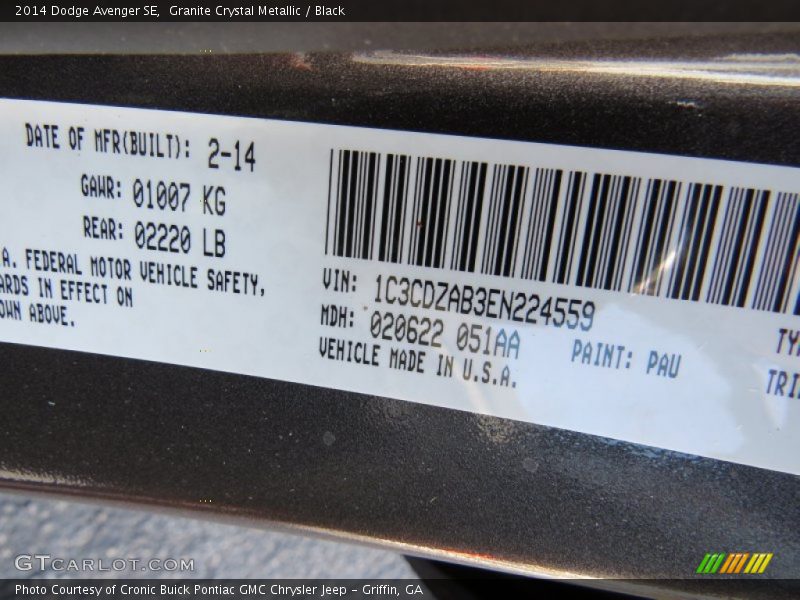 2014 Dodge Avenger SE,  Granite Crystal Metallic / Black
DATE OF MFR(BUILT): 2-14
GAWR: 01007 KG
REAR: 02220 LB
A. FEDERAL MOTOR VEHICLE SAFETY,
ARDS IN EFFECT ON
OWN ABOVE.
VIN: 1C3CDZAB3EN224559
MDH: 020622 051AA
PAINT: PAU
VEHICLE MADE IN U.S.A.
TY
TRI
GTCARLOT.COM
Photo Courtesy of Cronic Buick Pontiac GMC Chrysler Jeep - Griffin, GA